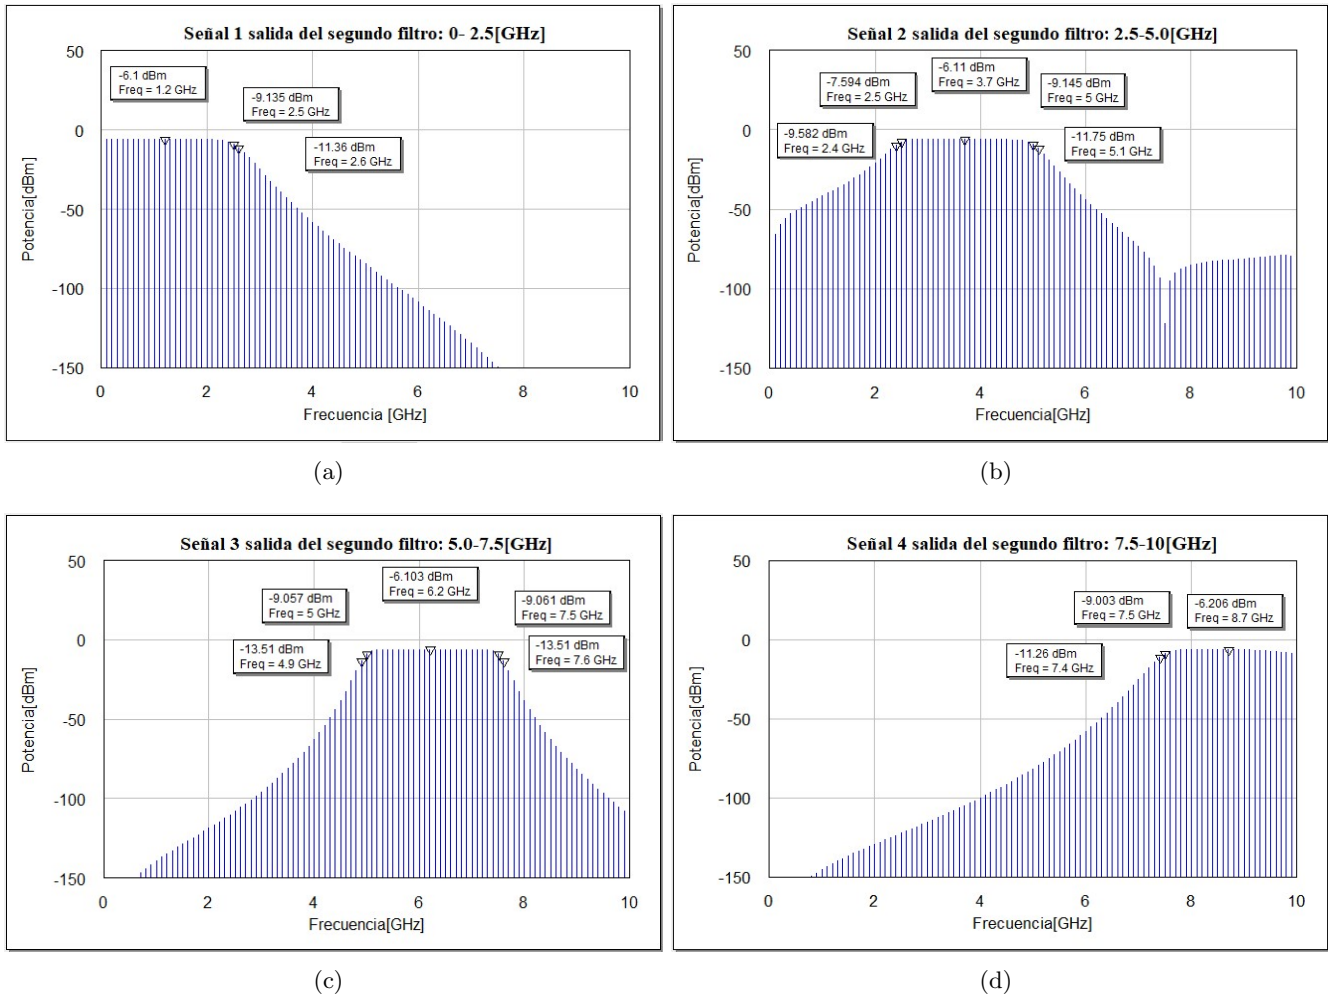 Señal 1 salida del segundo filtro: 0- 2.5[GHz]
50
0
-50
-100
-150
Potencia[dBm]
-6.1 dBm
Freq = 1.2 GHz
-9.135 dBm
Freq = 2.5 GHz
-11.36 dBm
Freq = 2.6 GHz
0 2 4 6 8 10
Frecuencia [GHz]
(a)
Señal 2 salida del segundo filtro: 2.5-5.0[GHz]
50
0
-50
-100
-150
Potencia[dBm]
-6.11 dBm
Freq = 3.7 GHz
-7.594 dBm
Freq = 2.5 GHz
-9.145 dBm
Freq = 5 GHz
-9.582 dBm
Freq = 2.4 GHz
-11.75 dBm
Freq = 5.1 GHz
0 2 4 6 8 10
Frecuencia[GHz]
(b)
Señal 3 salida del segundo filtro: 5.0-7.5[GHz]
50
0
-50
-100
-150
Potencia[dBm]
-6.103 dBm
Freq = 6.2 GHz
-9.057 dBm
Freq = 5 GHz
-9.061 dBm
Freq = 7.5 GHz
-13.51 dBm
Freq = 4.9 GHz
-13.51 dBm
Freq = 7.6 GHz
0 2 4 6 8 10
Frecuencia[GHz]
(c)
Señal 4 salida del segundo filtro: 7.5-10[GHz]
50
0
-50
-100
-150
Potencia[dBm]
-9.003 dBm
Freq = 7.5 GHz
-6.206 dBm
Freq = 8.7 GHz
-11.26 dBm
Freq = 7.4 GHz
0 2 4 6 8 10
Frecuencia[GHz]
(d)